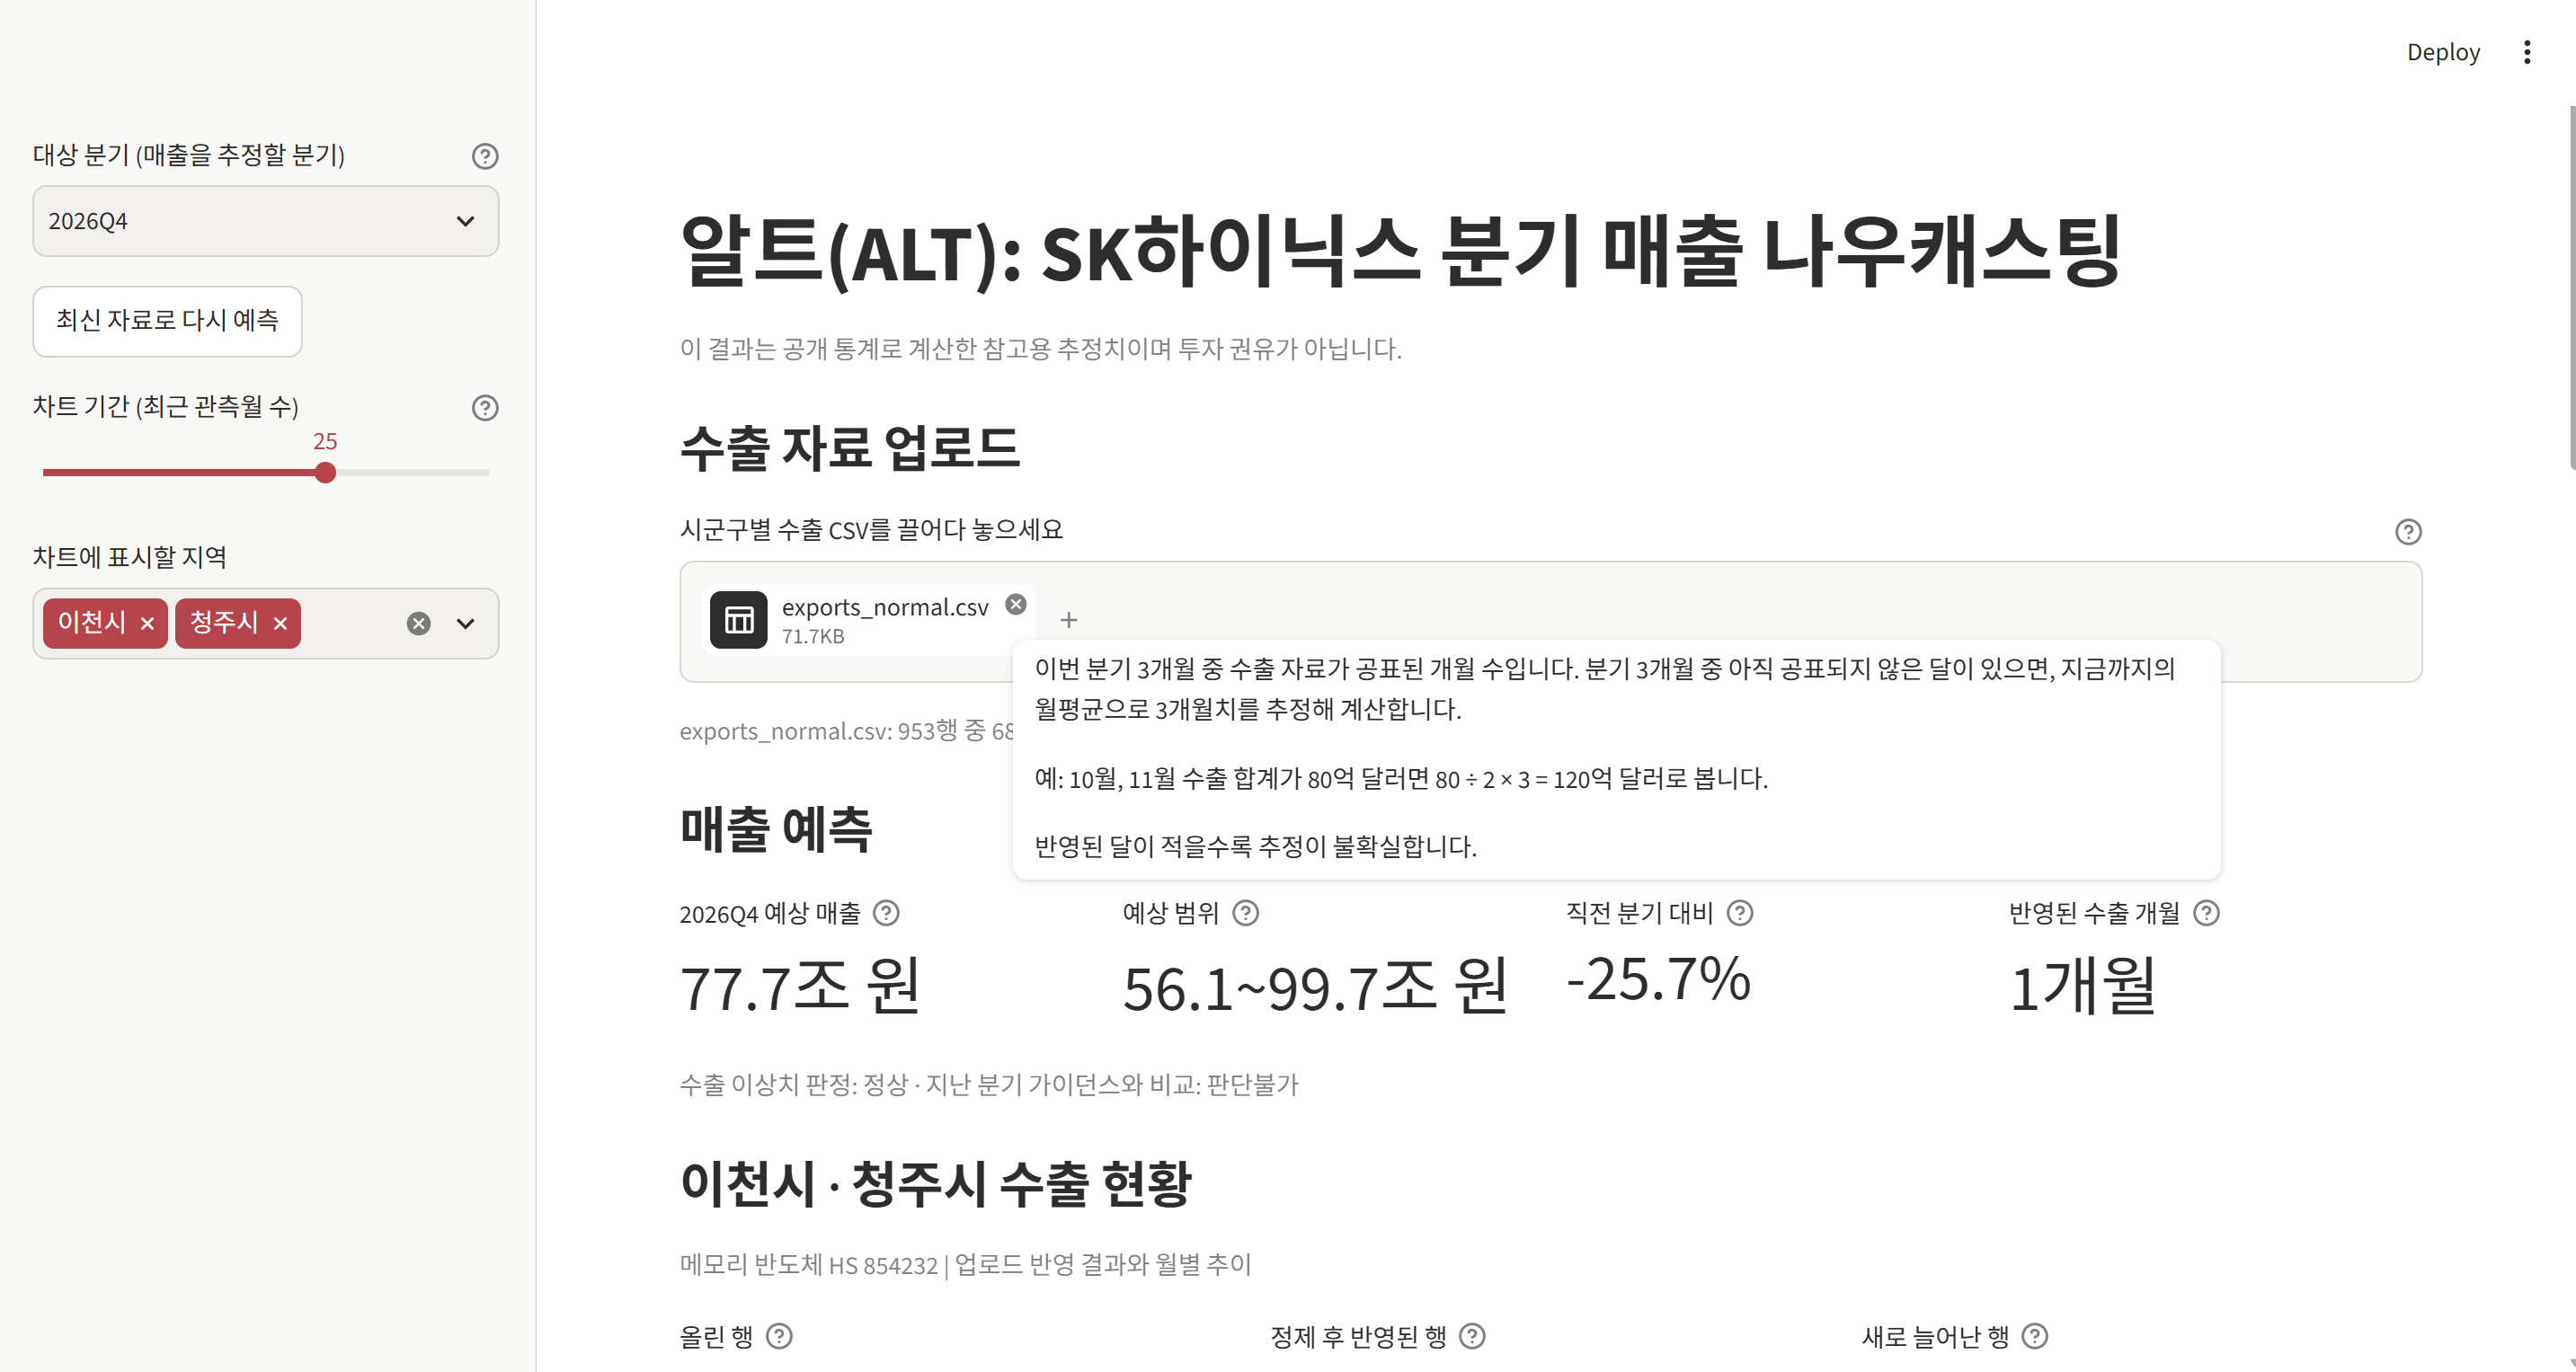 Deploy
대상 분기 (매출을 추정할 분기)
2026Q4
최신 자료로 다시 예측
차트 기간 (최근 관측월 수)
25
차트에 표시할 지역
이천시
청주시
알트(ALT): SK하이닉스 분기 매출 나우캐스팅
이 결과는 공개 통계로 계산한 참고용 추정치이며 투자 권유가 아닙니다.
수출 자료 업로드
시군구별 수출 CSV를 끌어다 놓으세요
exports_normal.csv
71.7KB
이번 분기 3개월 중 수출 자료가 공표된 개월 수입니다. 분기 3개월 중 아직 공표되지 않은 달이 있으면, 지금까지의
월평균으로 3개월치를 추정해 계산합니다.
예: 10월, 11월 수출 합계가 80억 달러면 80 ÷ 2 × 3 = 120억 달러로 봅니다.
반영된 달이 적을수록 추정이 불확실합니다.
exports_normal.csv: 953행 중 68
매출 예측
2026Q4 예상 매출
77.7조 원
예상 범위
56.1~99.7조 원
직전 분기 대비
-25.7%
반영된 수출 개월
1개월
수출 이상치 판정: 정상 · 지난 분기 가이던스와 비교: 판단불가
이천시 · 청주시 수출 현황
메모리 반도체 HS 854232 | 업로드 반영 결과와 월별 추이
올린 행
정제 후 반영된 행
새로 늘어난 행